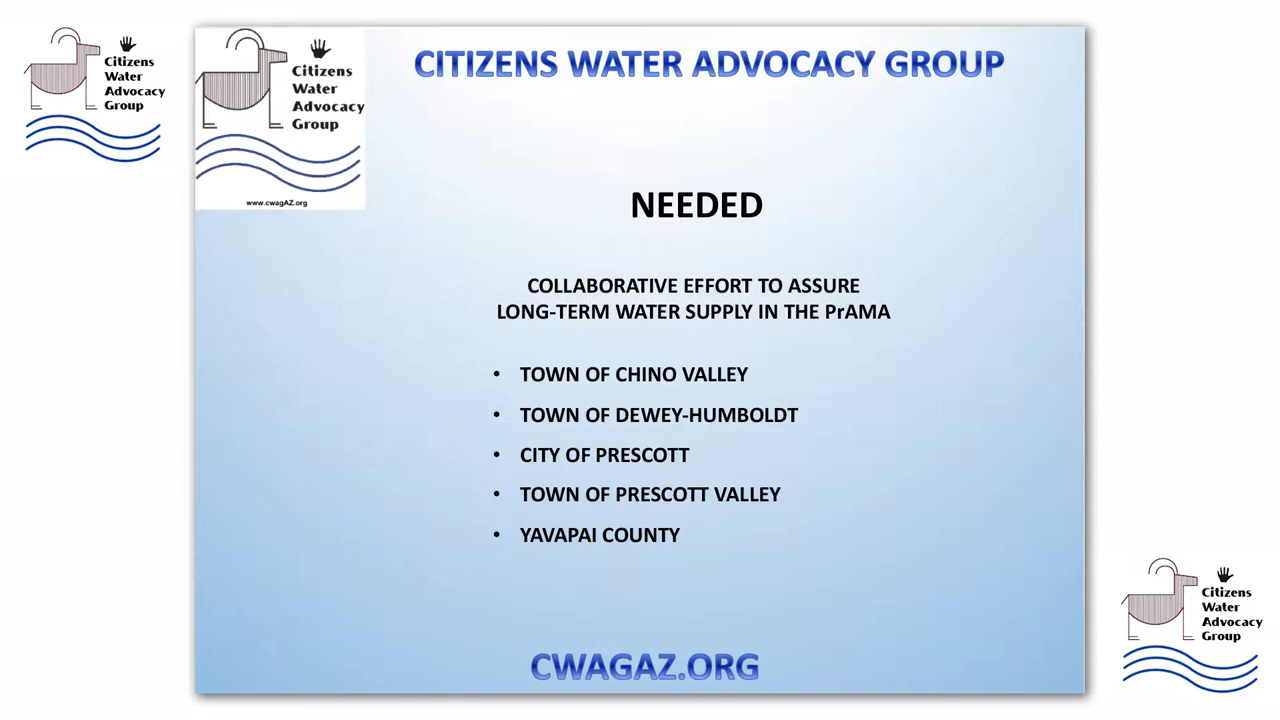 Citizens
Water
Advocacy
Group
Citizens
Water
Advocacy
Group
www.cwagAZ.org
CITIZENS WATER ADVOCACY GROUP
NEEDED
COLLABORATIVE EFFORT TO ASSURE
LONG-TERM WATER SUPPLY IN THE PrAMA
• TOWN OF CHINO VALLEY
• TOWN OF DEWEY-HUMBOLDT
• CITY OF PRESCOTT
• TOWN OF PRESCOTT VALLEY
• YAVAPAI COUNTY
CWAGAZ.ORG
Citizens
Water
Advocacy
Group